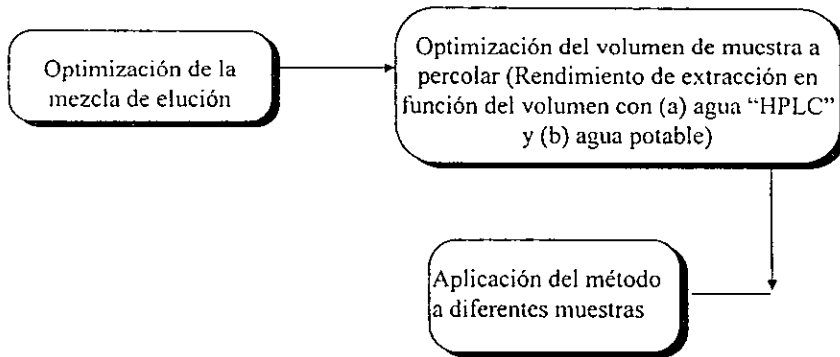 Optimización de la
mezcla de elución
Optimización del volumen de muestra a
percolar (Rendimiento de extracción en
función del volumen con (a) agua “HPLC”
y (b) agua potable)
Aplicación del método
a diferentes muestras